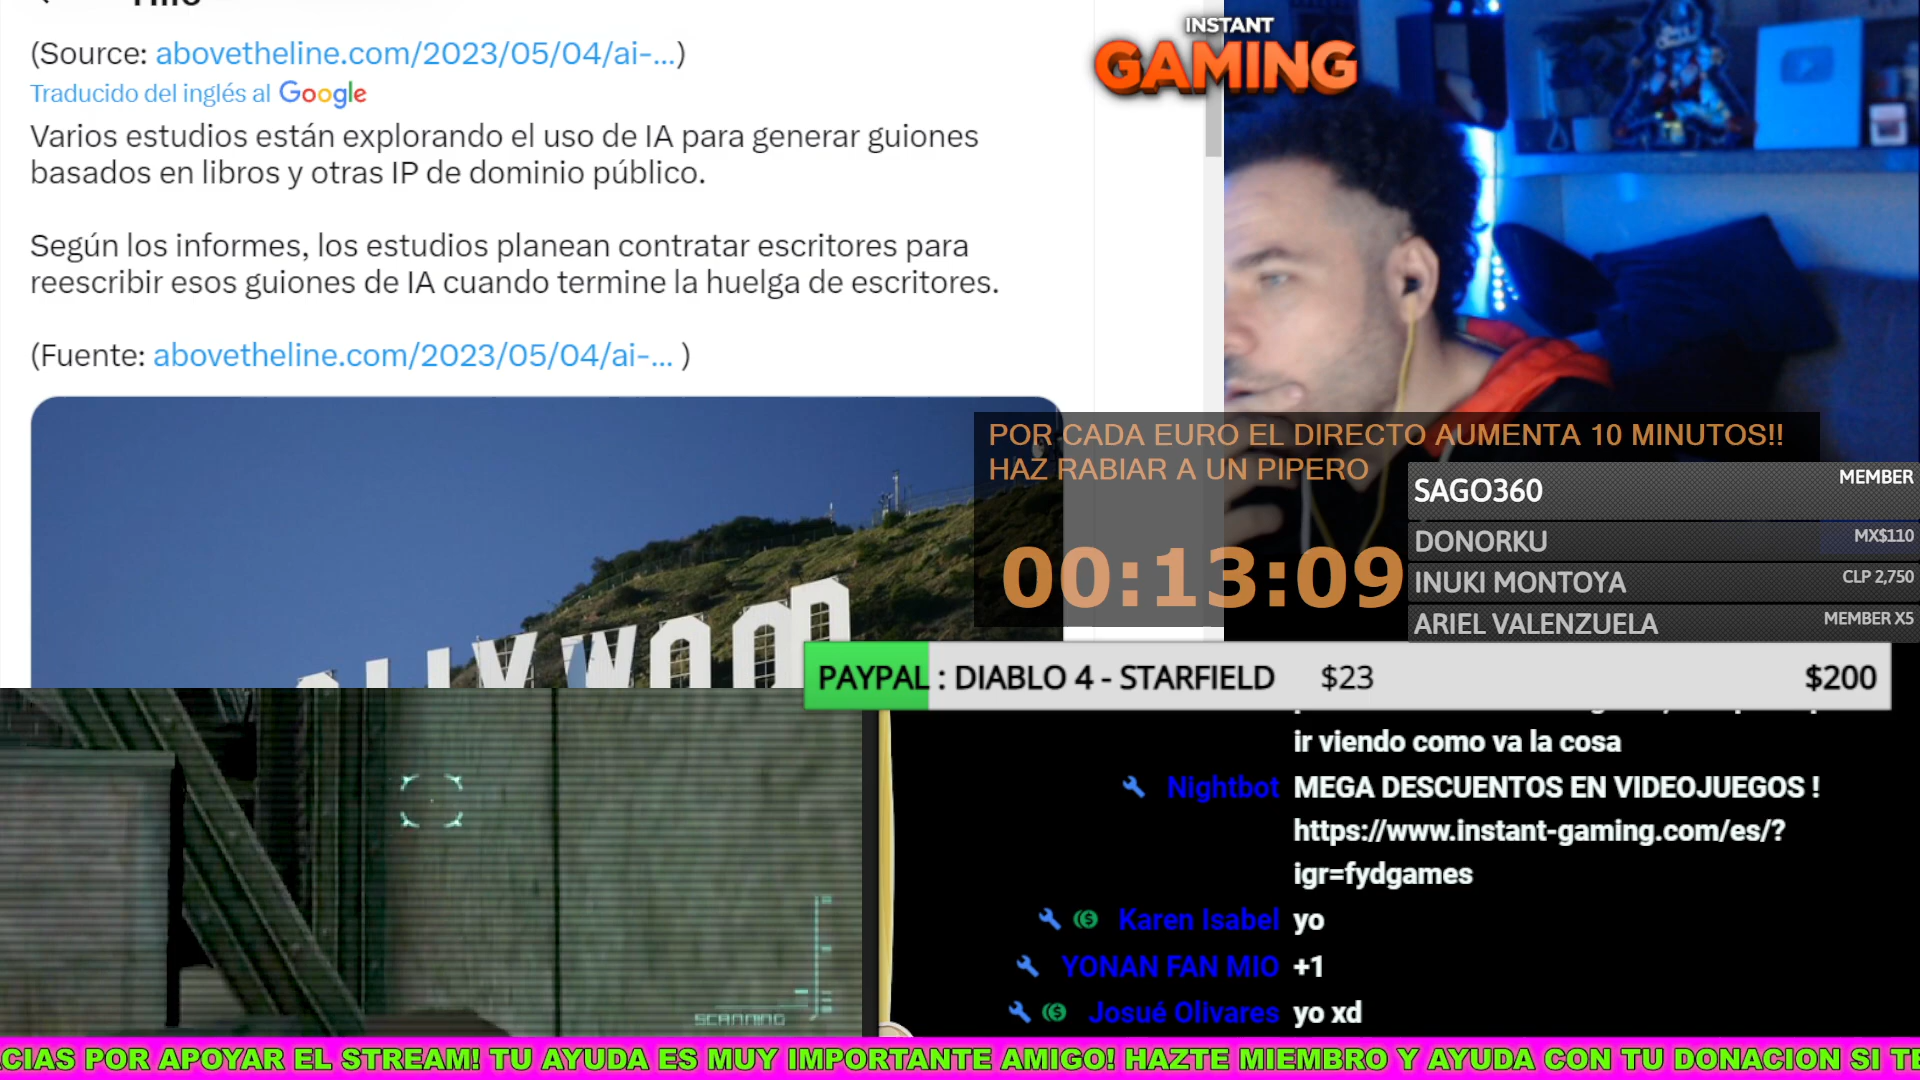 (Source: abovetheline.com/2023/05/04/ai-...)
Traducido del inglés al Google
Varios estudios están explorando el uso de IA para generar guiones
basados en libros y otras IP de dominio público.
Según los informes, los estudios planean contratar escritores para
reescribir esos guiones de IA cuando termine la huelga de escritores.
(Fuente: abovetheline.com/2023/05/04/ai-... )
INSTANT
GAMING
POR CADA EURO EL DIRECTO AUMENTA 10 MINUTOS!!
HAZ RABIAR A UN PIPERO
00:13:09
SAGO360 MEMBER
DONORKU MX$110
INUKI MONTOYA CLP 2,750
ARIEL VALENZUELA MEMBER X5
PAYPAL : DIABLO 4 - STARFIELD $23 $200
ir viendo como va la cosa
Nightbot MEGA DESCUENTOS EN VIDEOJUEGOS !
https://www.instant-gaming.com/es/?
igr=fydgames
Karen Isabel yo
YONAN FAN MIO +1
Josué Olivares yo xd
SCANNING
CIAS POR APOYAR EL STREAM! TU AYUDA ES MUY IMPORTANTE AMIGO! HAZTE MIEMBRO Y AYUDA CON TU DONACION SI TE